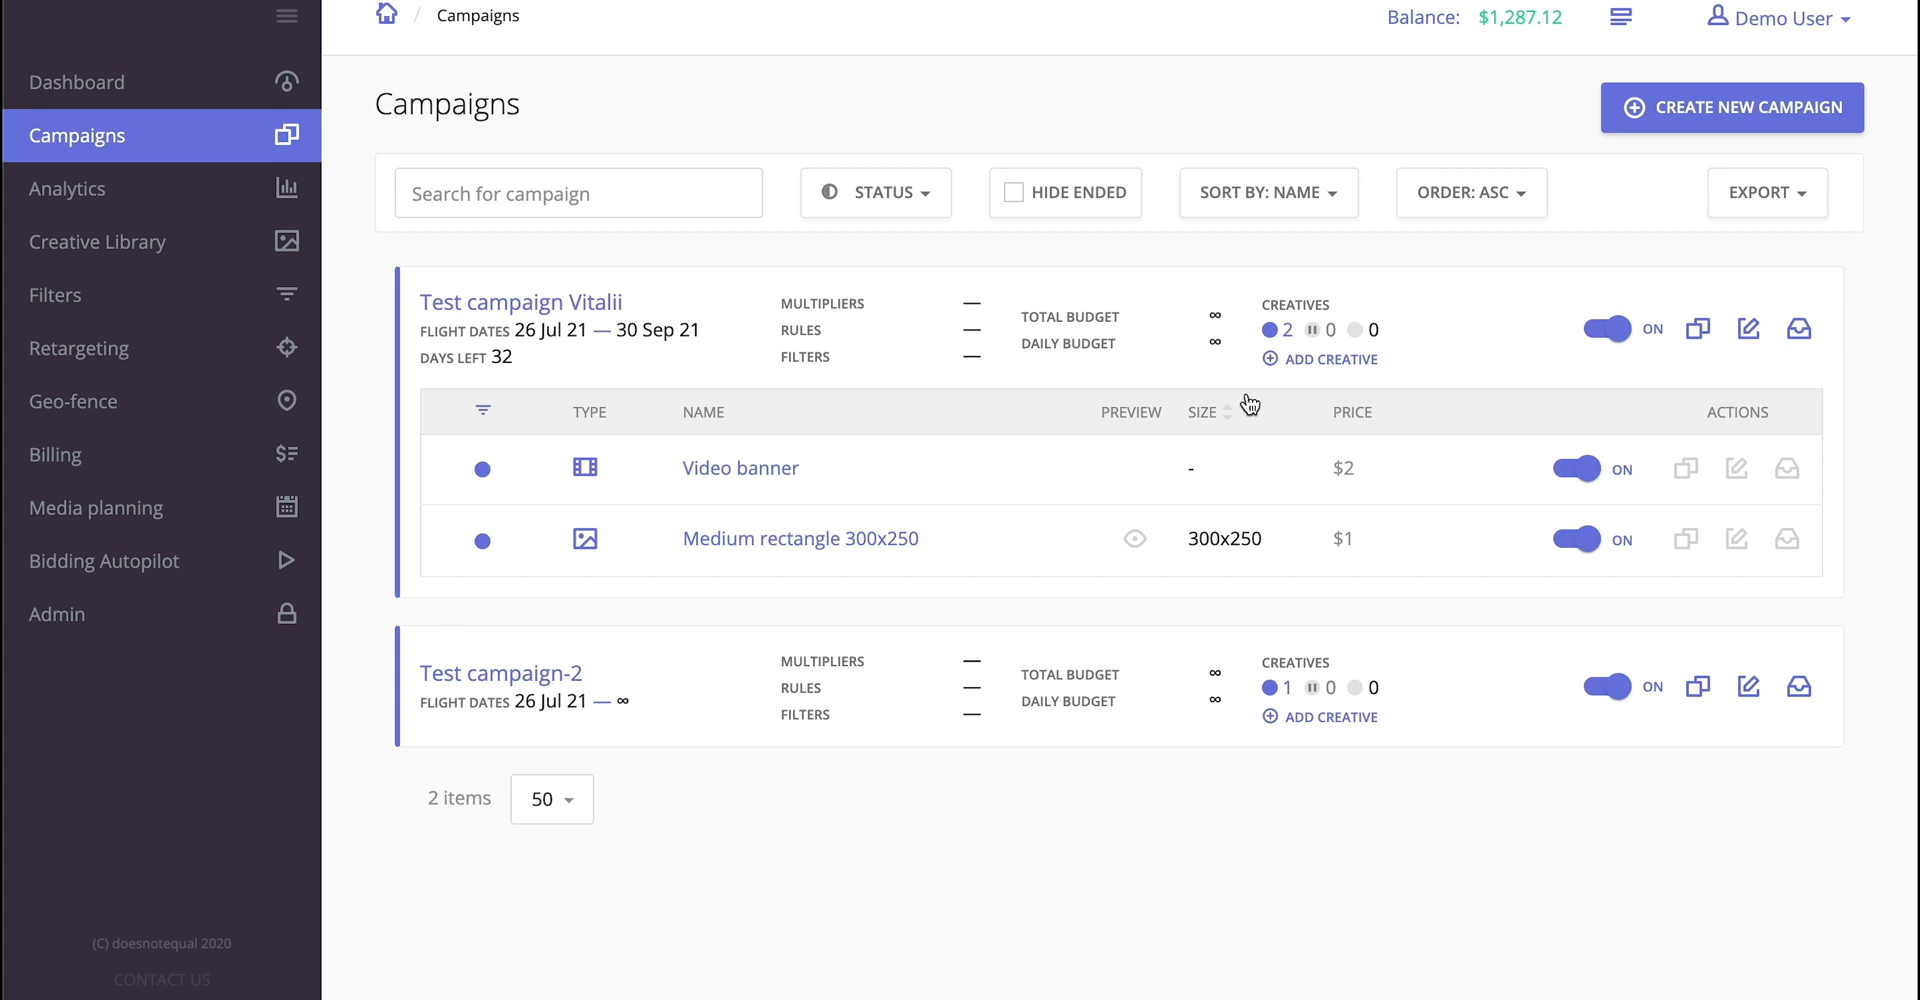 / Campaigns
Balance: $1,287.12
Demo User
Dashboard
Campaigns
Analytics
Creative Library
Filters
Retargeting
Geo-fence
Billing
Media planning
Bidding Autopilot
Admin
(C) doesnotequal 2020
CONTACT US
Campaigns
CREATE NEW CAMPAIGN
Search for campaign
STATUS
HIDE ENDED
SORT BY: NAME
ORDER: ASC
EXPORT
Test campaign Vitalii
FLIGHT DATES 26 Jul 21 — 30 Sep 21
DAYS LEFT 32
MULTIPLIERS —
RULES —
FILTERS —
TOTAL BUDGET ∞
DAILY BUDGET ∞
CREATIVES
2 0 0
ADD CREATIVE
ON
TYPE NAME PREVIEW SIZE PRICE ACTIONS
Video banner - $2 ON
Medium rectangle 300x250 300x250 $1 ON
Test campaign-2
FLIGHT DATES 26 Jul 21 — ∞
MULTIPLIERS —
RULES —
FILTERS —
TOTAL BUDGET ∞
DAILY BUDGET ∞
CREATIVES
1 0 0
ADD CREATIVE
ON
2 items 50